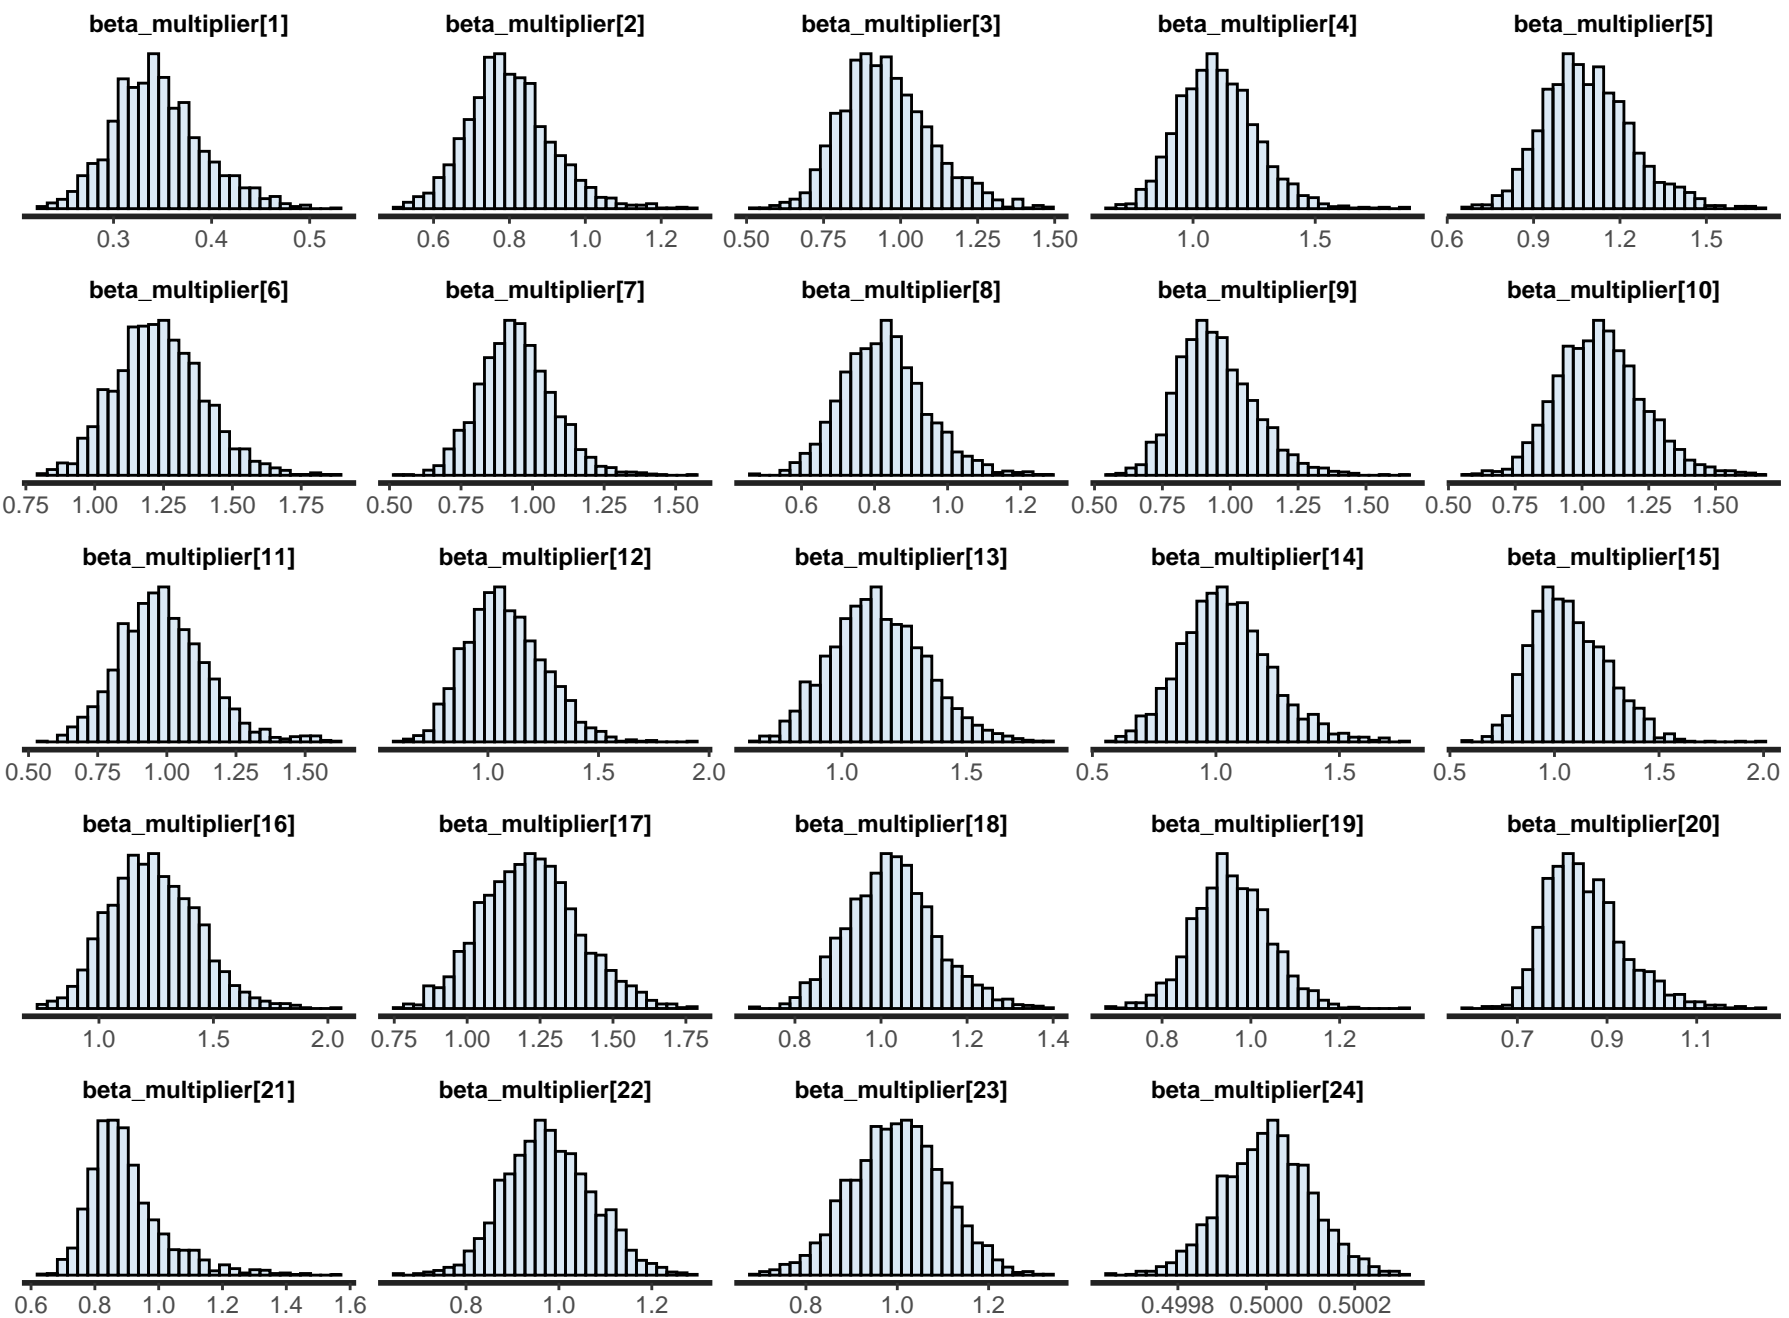 beta_multiplier[1] beta_multiplier[2] beta_multiplier[3] beta_multiplier[4] beta_multiplier[5]
0.3 0.4 0.5 0.6 0.8 1.0 1.2 0.50 0.75 1.00 1.25 1.50 1.0 1.5 0.6 0.9 1.2 1.5
beta_multiplier[6] beta_multiplier[7] beta_multiplier[8] beta_multiplier[9] beta_multiplier[10]
0.75 1.00 1.25 1.50 1.75 0.50 0.75 1.00 1.25 1.50 0.6 0.8 1.0 1.2 0.50 0.75 1.00 1.25 1.50 0.50 0.75 1.00 1.25 1.50
beta_multiplier[11] beta_multiplier[12] beta_multiplier[13] beta_multiplier[14] beta_multiplier[15]
0.50 0.75 1.00 1.25 1.50 1.0 1.5 2.0 1.0 1.5 0.5 1.0 1.5 0.5 1.0 1.5 2.0
beta_multiplier[16] beta_multiplier[17] beta_multiplier[18] beta_multiplier[19] beta_multiplier[20]
1.0 1.5 2.0 0.75 1.00 1.25 1.50 1.75 0.8 1.0 1.2 1.4 0.8 1.0 1.2 0.7 0.9 1.1
beta_multiplier[21] beta_multiplier[22] beta_multiplier[23] beta_multiplier[24]
0.6 0.8 1.0 1.2 1.4 1.6 0.8 1.0 1.2 0.8 1.0 1.2 0.4998 0.5000 0.5002